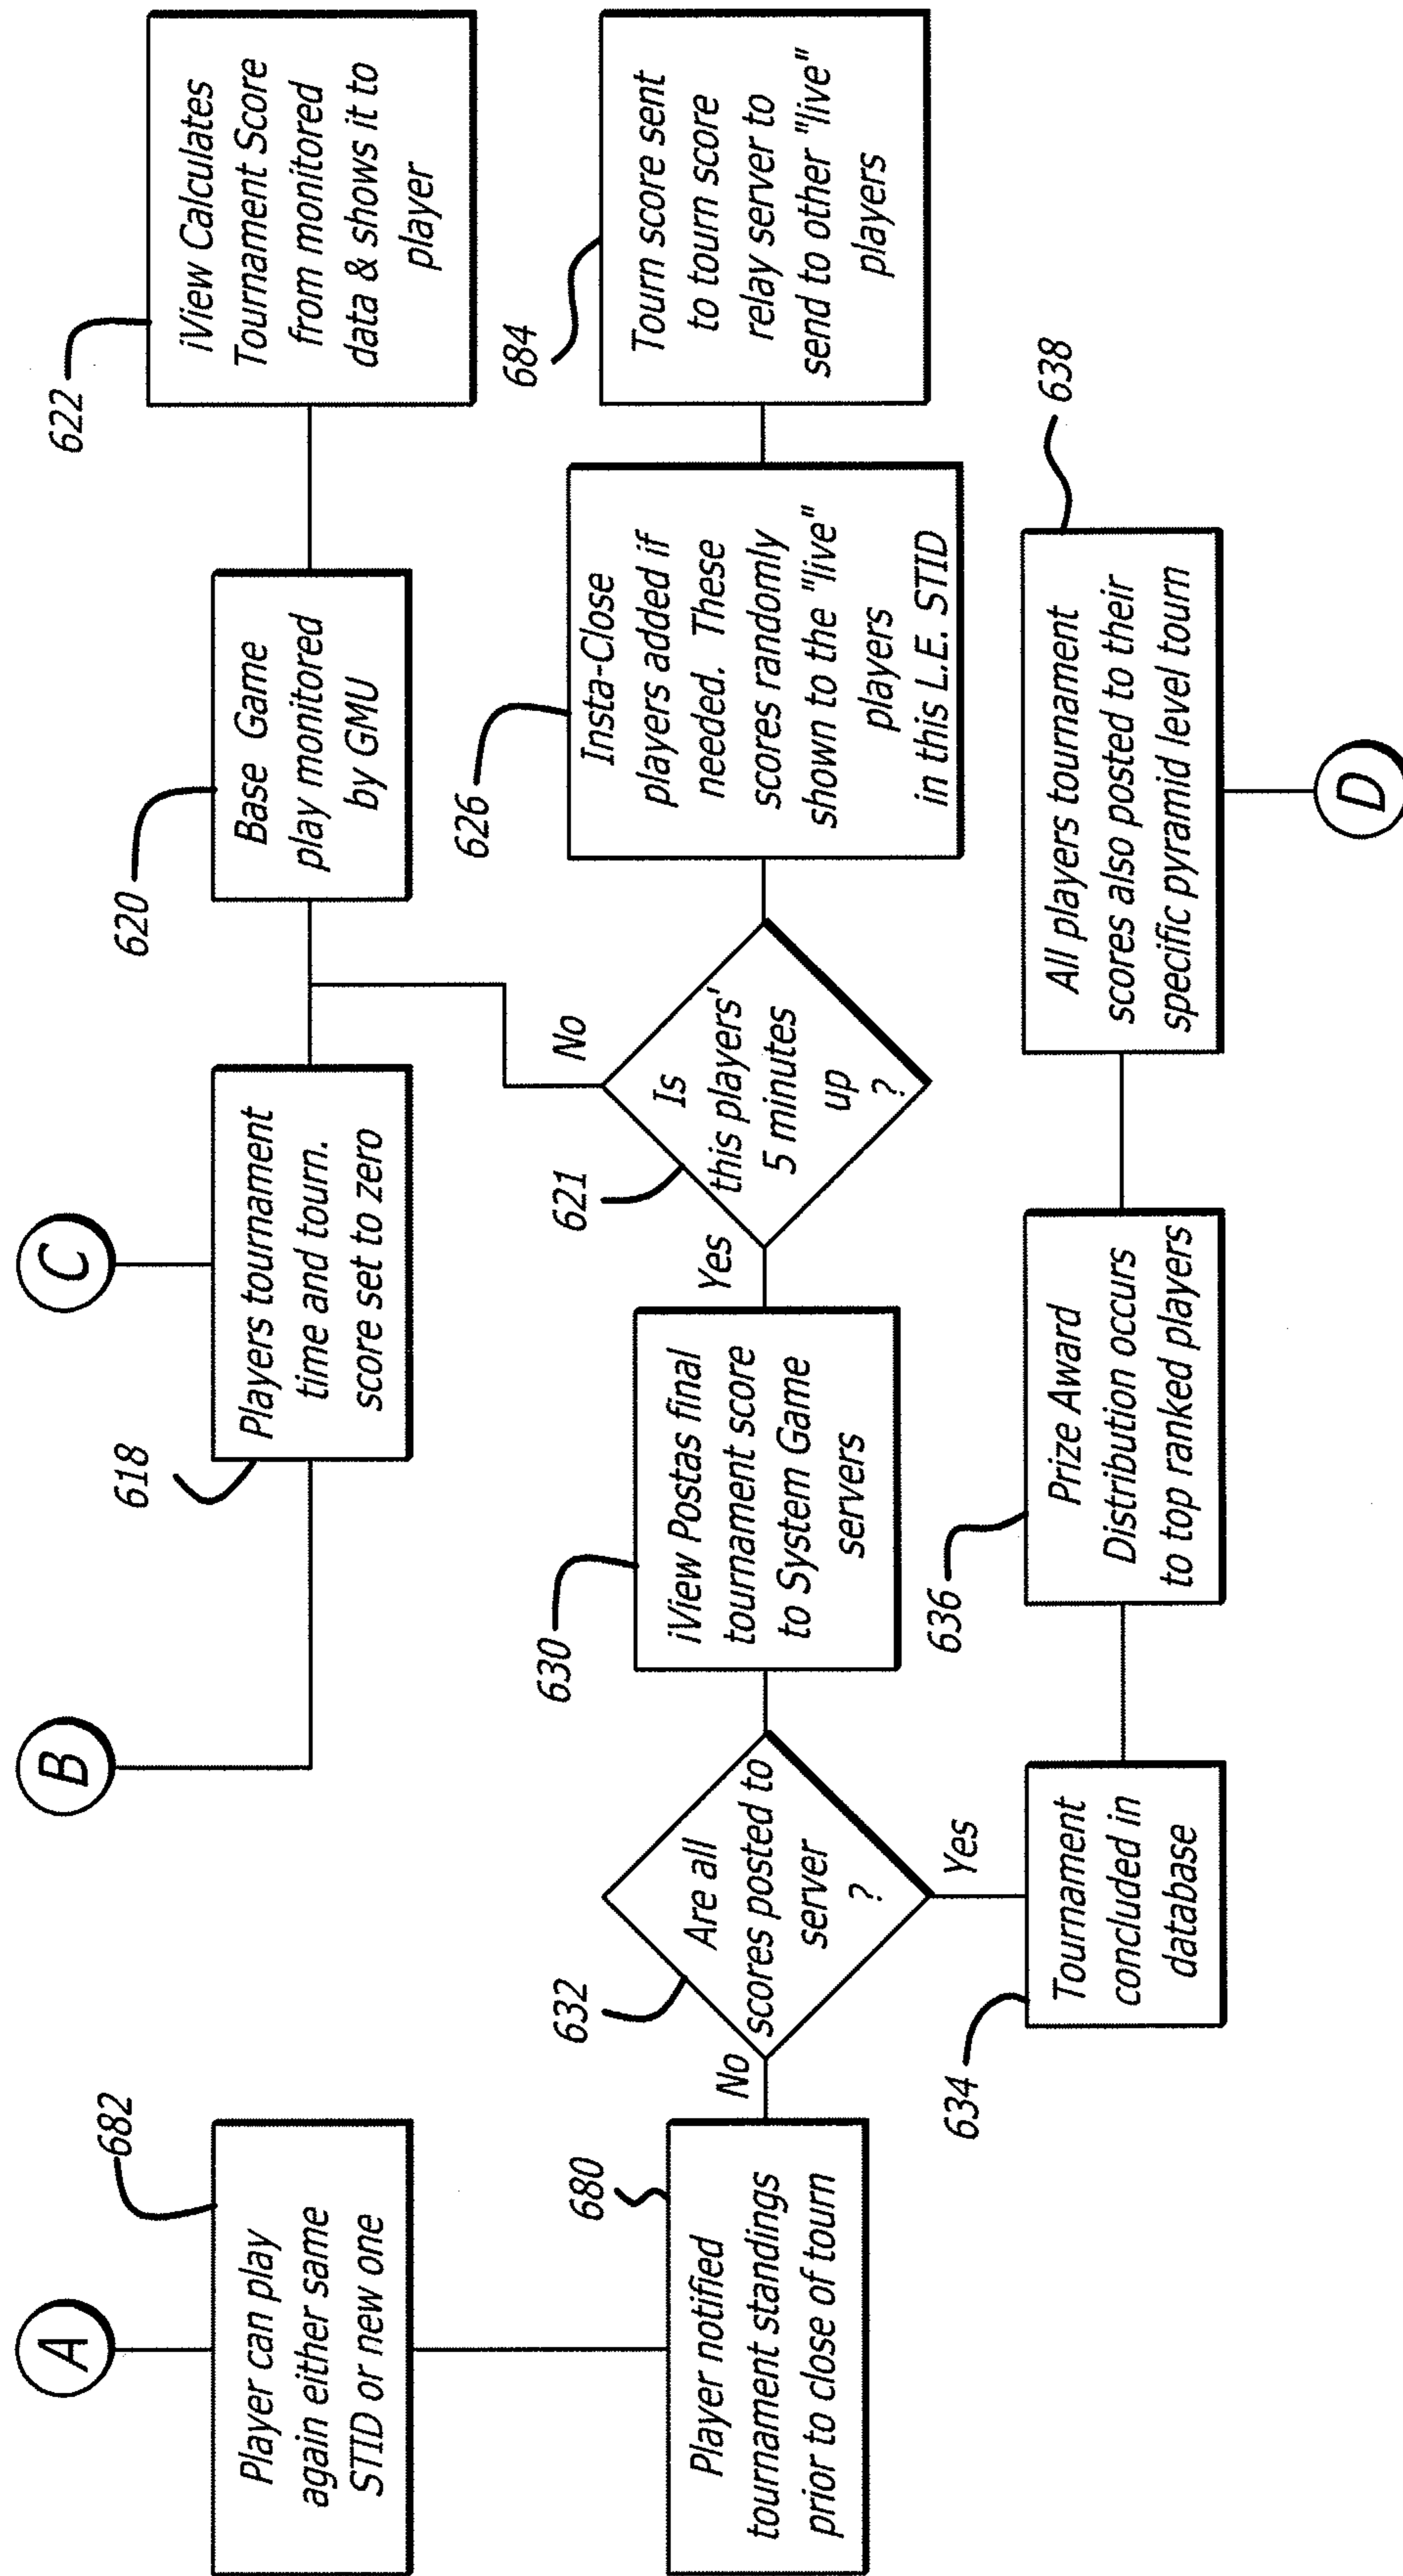 A
B
C
682
Player can play
again either same
STID or new one
618
Players tournament
time and tourn.
score set to zero
620
Base Game
play monitored
by GMU
622
iView Calculates
Tournament Score
from monitored
data & shows it to
player
680
Player notified
tournament standings
prior to close of tourn
No
632
Are all
scores posted to
server
?
Yes
630
iView Postas final
tournament score
to System Game
servers
Yes
621
Is
this players'
5 minutes
up
?
No
626
Insta-Close
players added if
needed. These
scores randomly
shown to the "live"
players
in this L.E. STID
684
Tourn score sent
to tourn score
relay server to
send to other "live"
players
634
Tournament
concluded in
database
636
Prize Award
Distribution occurs
to top ranked players
638
All players tournament
scores also posted to their
specific pyramid level tourn
D